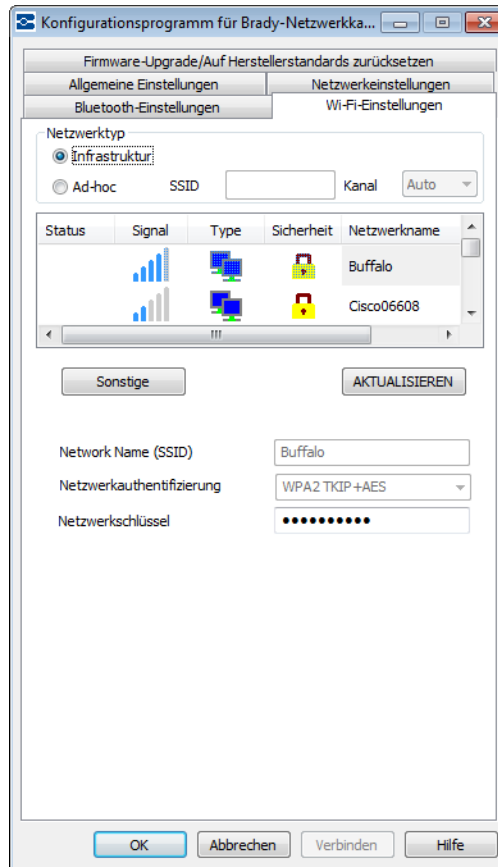 Konfigurationsprogramm für Brady-Netzwerkka...
Firmware-Upgrade/Auf Herstellerstandards zurücksetzen
Allgemeine Einstellungen Netzwerkeinstellungen
Bluetooth-Einstellungen Wi-Fi-Einstellungen
Netzwerktyp
Infrastruktur
Ad-hoc SSID Kanal Auto
Status Signal Type Sicherheit Netzwerkname
Buffalo
Cisco06608
Sonstige AKTUALISIEREN
Network Name (SSID) Buffalo
Netzwerkauthentifizierung WPA2 TKIP+AES
Netzwerkschlüssel ••••••••••
OK Abbrechen Verbinden Hilfe